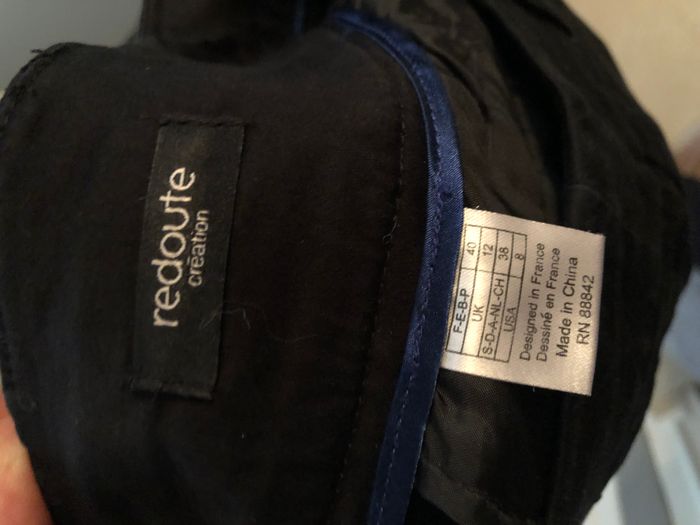 redoute
création
F-E-B-P 40
UK 12
S-D-A-NL-CH 38
USA 8
Designed in France
Dessiné en France
Made in China
RN 88842